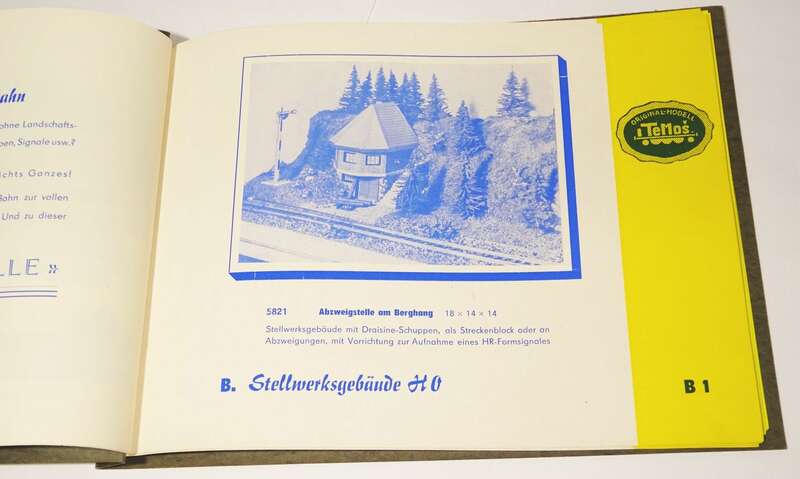 ahn
ohne Landschafts-
pen, Signale usw.?
ichts Ganzes!
Bahn zur vollen
Und zu dieser
LLE »
ORIGINAL-MODELL
TeMos
5821 Abzweigstelle am Berghang 18 × 14 × 14
Stellwerksgebäude mit Draisine-Schuppen, als Streckenblock oder an
Abzweigungen, mit Vorrichtung zur Aufnahme eines HR-Formsignales
B. Stellwerksgebäude H0
B 1